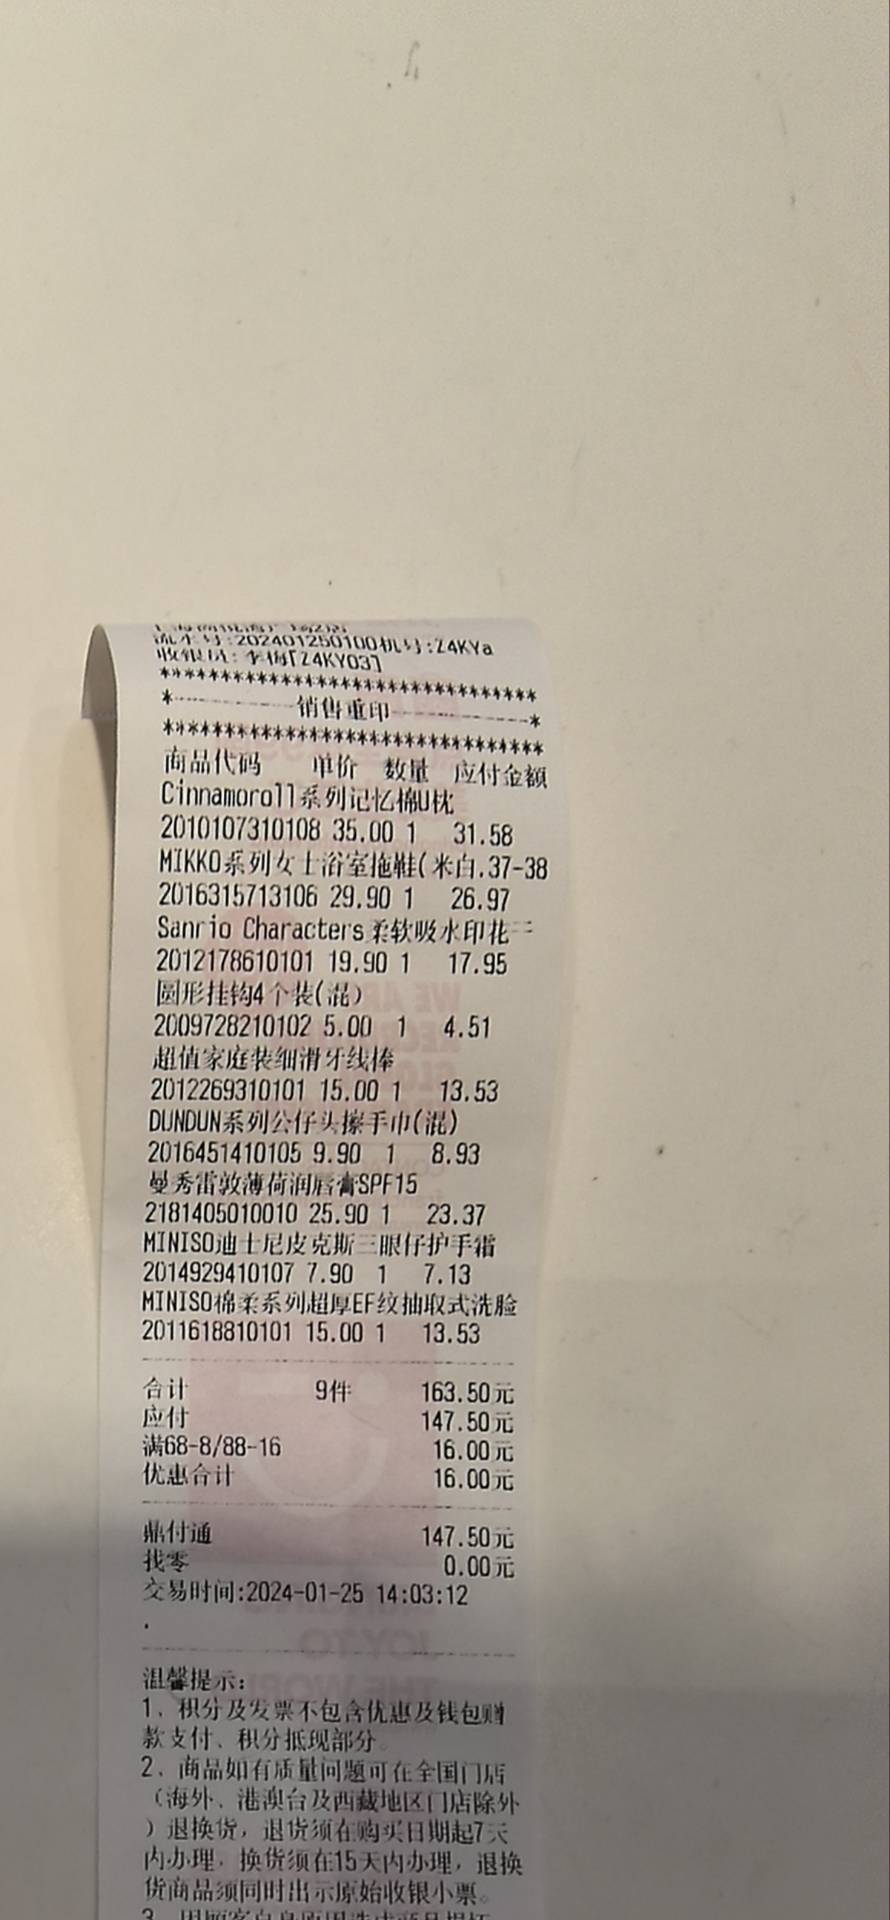 流水号:202401250100机号:Z4KYa
收银员:李梅[Z4KY03]
*********************************
*----------------销售重印----------------*
*********************************
商品代码 单价 数量 应付金额
Cinnamoroll系列记忆棉U枕
2010107310108 35.00 1 31.58
MIKKO系列女士浴室拖鞋(米白.37-38
2016315713106 29.90 1 26.97
Sanrio Characters柔软吸水印花
2012178610101 19.90 1 17.95
圆形挂钩4个装(混)
2009728210102 5.00 1 4.51
超值家庭装细滑牙线棒
2012269310101 15.00 1 13.53
DUNDUN系列公仔头擦手巾(混)
2016451410105 9.90 1 8.93
曼秀雷敦薄荷润唇膏SPF15
2181405010010 25.90 1 23.37
MINISO迪士尼皮克斯三眼仔护手霜
2014929410107 7.90 1 7.13
MINISO棉柔系列超厚EF纹抽取式洗脸
2011618810101 15.00 1 13.53
合计 9件 163.50元
应付 147.50元
满68-8/88-16 16.00元
优惠合计 16.00元
鼎付通 147.50元
找零 0.00元
交易时间:2024-01-25 14:03:12
.
温馨提示:
1、积分及发票不包含优惠及钱包赠
款支付、积分抵现部分。
2、商品如有质量问题可在全国门店
(海外、港澳台及西藏地区门店除外
)退换货，退货须在购买日期起7天
内办理，换货须在15天内办理，退换
货商品须同时出示原始收银小票。